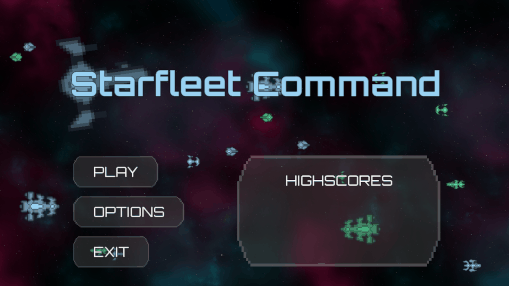 Starfleet Command
PLAY
OPTIONS
EXIT
HIGHSCORES